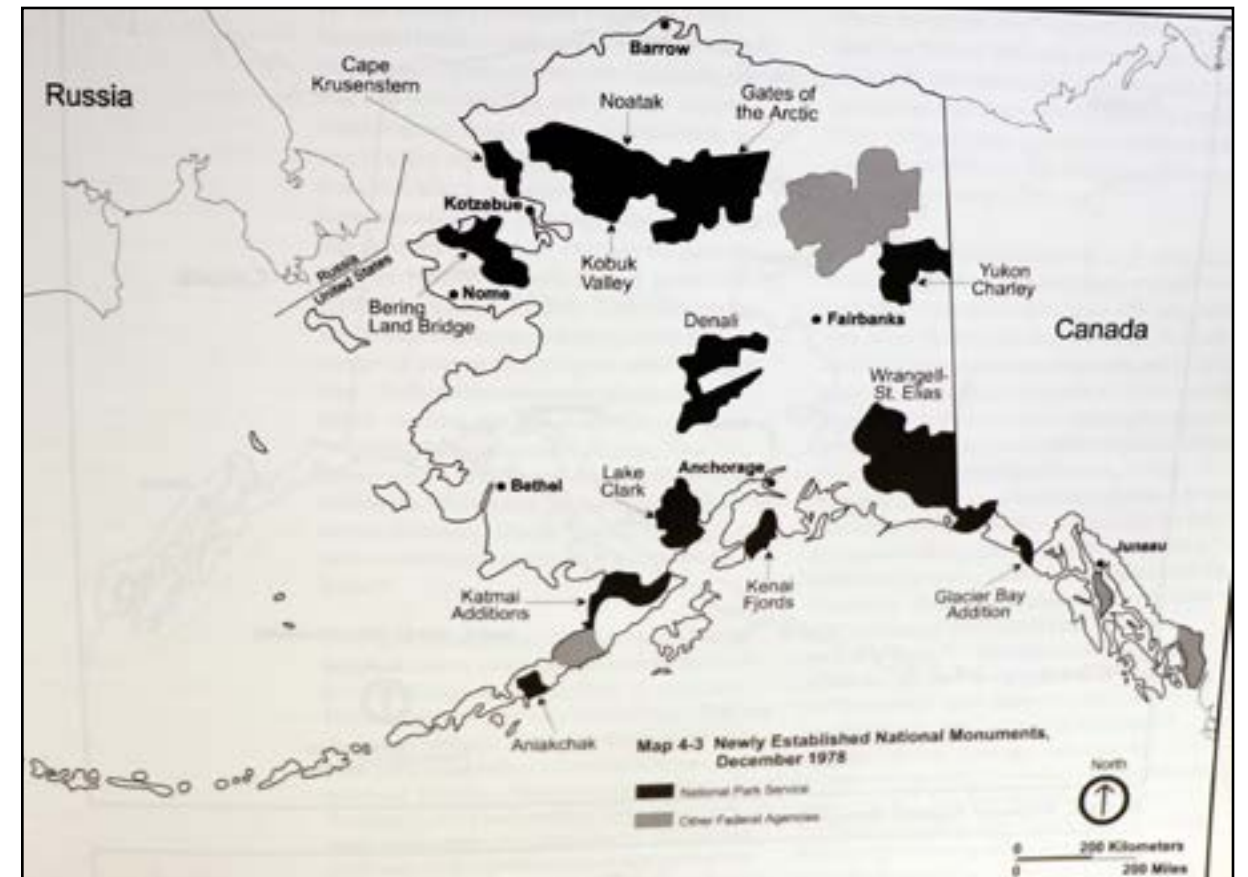 Barrow
Cape
Krusenstern
Russia
Noatak
Gates of
the Arctic
Kotzebue
Russia
United States
Kobuk
Valley
Yukon
Charley
Nome
Bering
Land Bridge
Denali
Fairbanks
Canada
Wrangell-
St. Elias
Anchorage
Lake
Clark
Bethel
Juneau
Katmai
Additions
Kenai
Fjords
Glacier Bay
Addition
Aniakchak
Map 4-3 Newly Established National Monuments,
December 1978
National Park Service
Other Federal Agencies
North
0 200 Kilometers
0 200 Miles